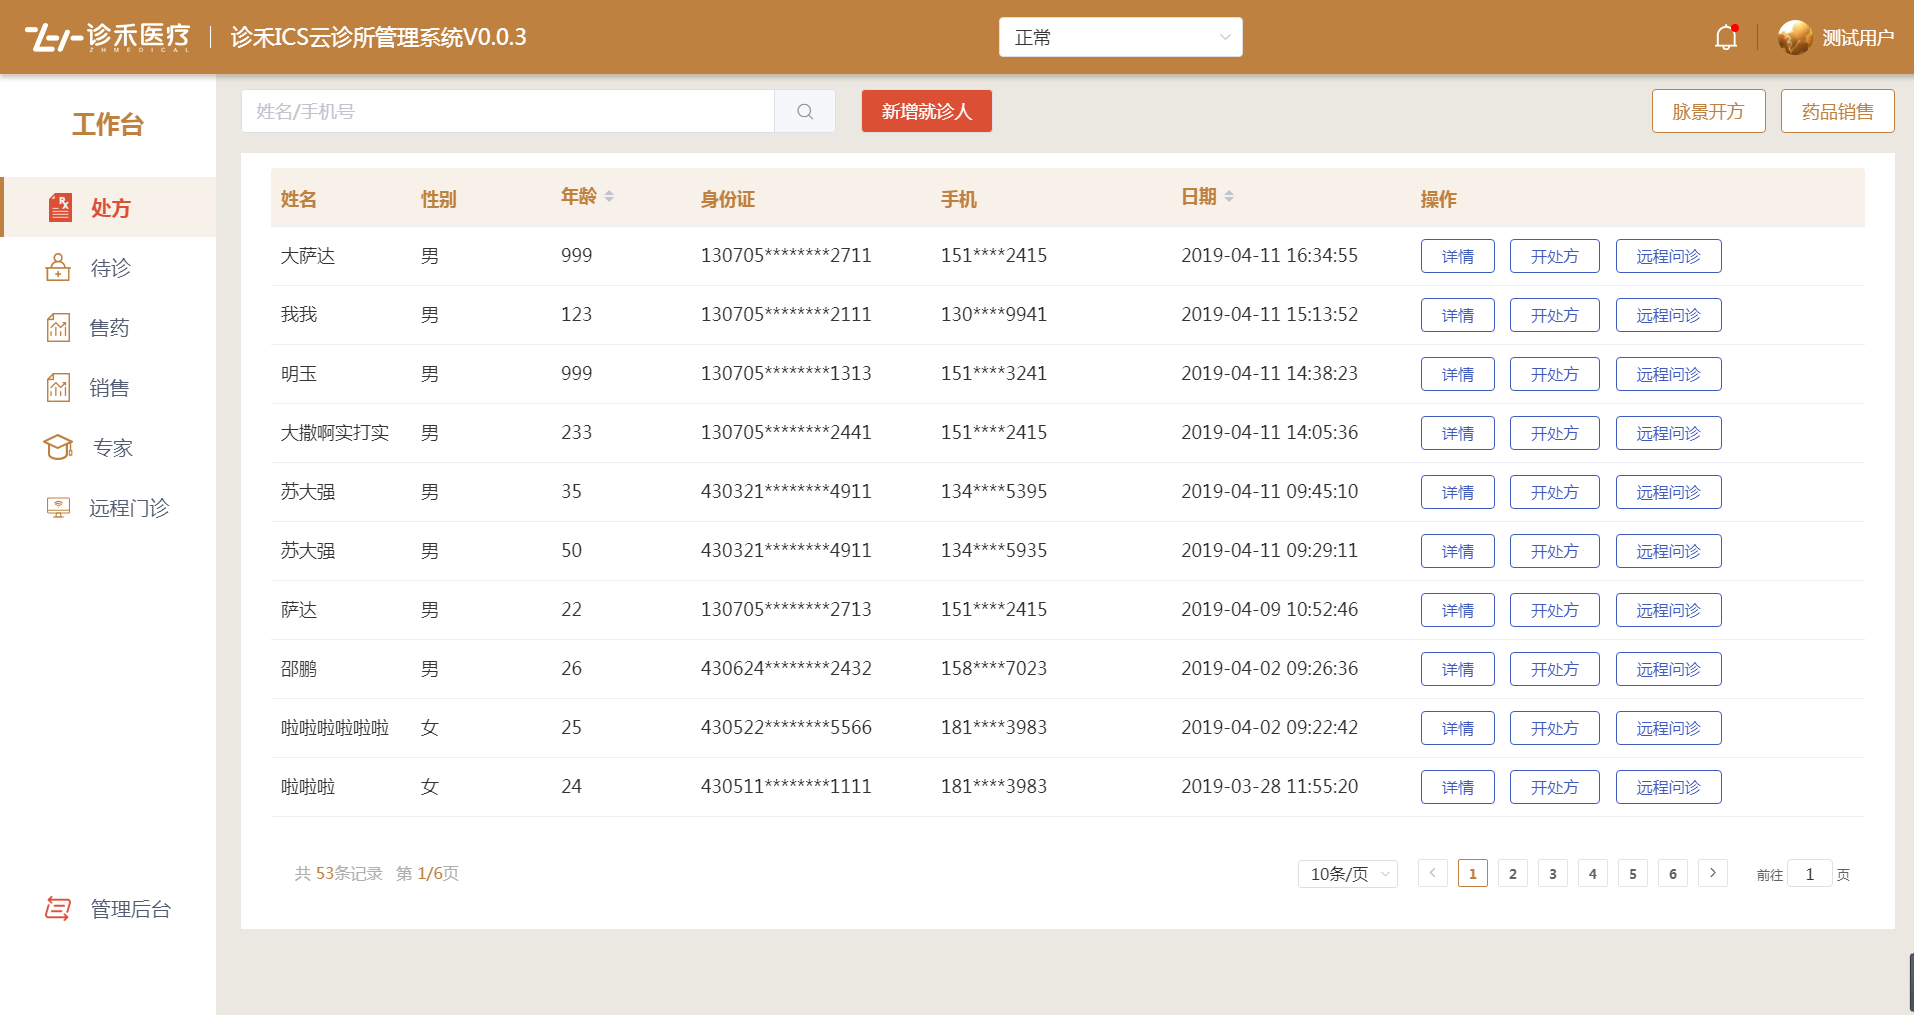 诊禾医疗
ZHMEDICAL
诊禾ICS云诊所管理系统V0.0.3
正常
测试用户
工作台
处方
待诊
售药
销售
专家
远程门诊
管理后台
姓名/手机号
新增就诊人
脉景开方
药品销售
姓名 性别 年龄 身份证 手机 日期 操作
大萨达 男 999 130705********2711 151****2415 2019-04-11 16:34:55 详情 开处方 远程问诊
我我 男 123 130705********2111 130****9941 2019-04-11 15:13:52 详情 开处方 远程问诊
明玉 男 999 130705********1313 151****3241 2019-04-11 14:38:23 详情 开处方 远程问诊
大撒啊实打实 男 233 130705********2441 151****2415 2019-04-11 14:05:36 详情 开处方 远程问诊
苏大强 男 35 430321********4911 134****5395 2019-04-11 09:45:10 详情 开处方 远程问诊
苏大强 男 50 430321********4911 134****5935 2019-04-11 09:29:11 详情 开处方 远程问诊
萨达 男 22 130705********2713 151****2415 2019-04-09 10:52:46 详情 开处方 远程问诊
邵鹏 男 26 430624********2432 158****7023 2019-04-02 09:26:36 详情 开处方 远程问诊
啦啦啦啦啦啦 女 25 430522********5566 181****3983 2019-04-02 09:22:42 详情 开处方 远程问诊
啦啦啦 女 24 430511********1111 181****3983 2019-03-28 11:55:20 详情 开处方 远程问诊
共 53条记录 第 1/6页
10条/页 1 2 3 4 5 6 前往 1 页